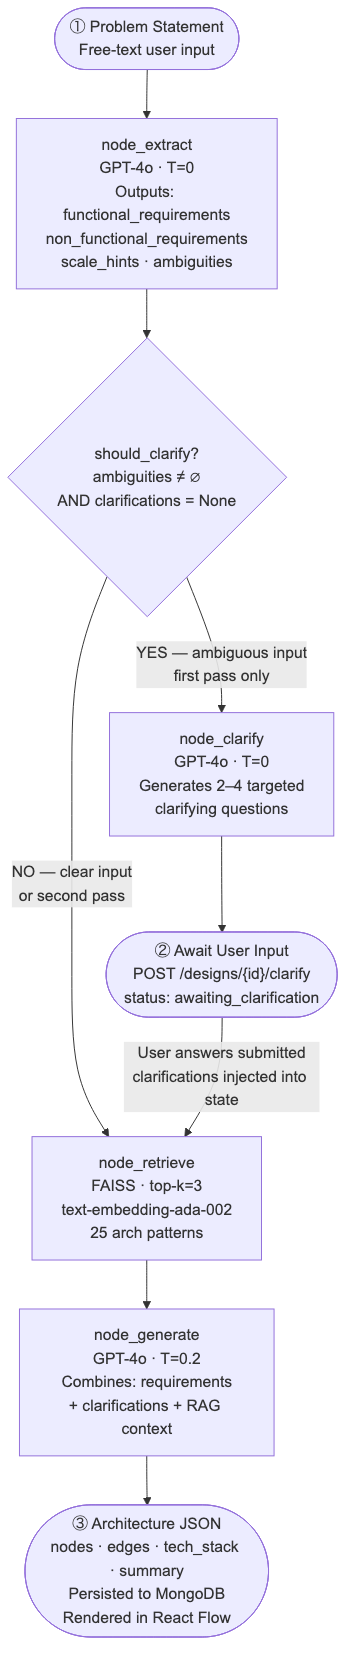 ① Problem Statement
Free-text user input
node_extract
GPT-4o · T=0
Outputs:
functional_requirements
non_functional_requirements
scale_hints · ambiguities
should_clarify?
ambiguities ≠ ∅
AND clarifications = None
YES — ambiguous input
first pass only
node_clarify
GPT-4o · T=0
Generates 2–4 targeted
clarifying questions
NO — clear input
or second pass
② Await User Input
POST /designs/{id}/clarify
status: awaiting_clarification
User answers submitted
clarifications injected into
state
node_retrieve
FAISS · top-k=3
text-embedding-ada-002
25 arch patterns
node_generate
GPT-4o · T=0.2
Combines: requirements
+ clarifications + RAG
context
③ Architecture JSON
nodes · edges · tech_stack
· summary
Persisted to MongoDB
Rendered in React Flow